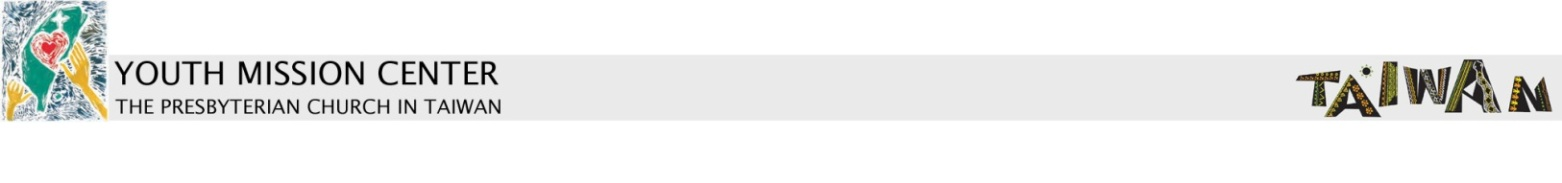 YOUTH MISSION CENTER
THE PRESBYTERIAN CHURCH IN TAIWAN
TAIWAN